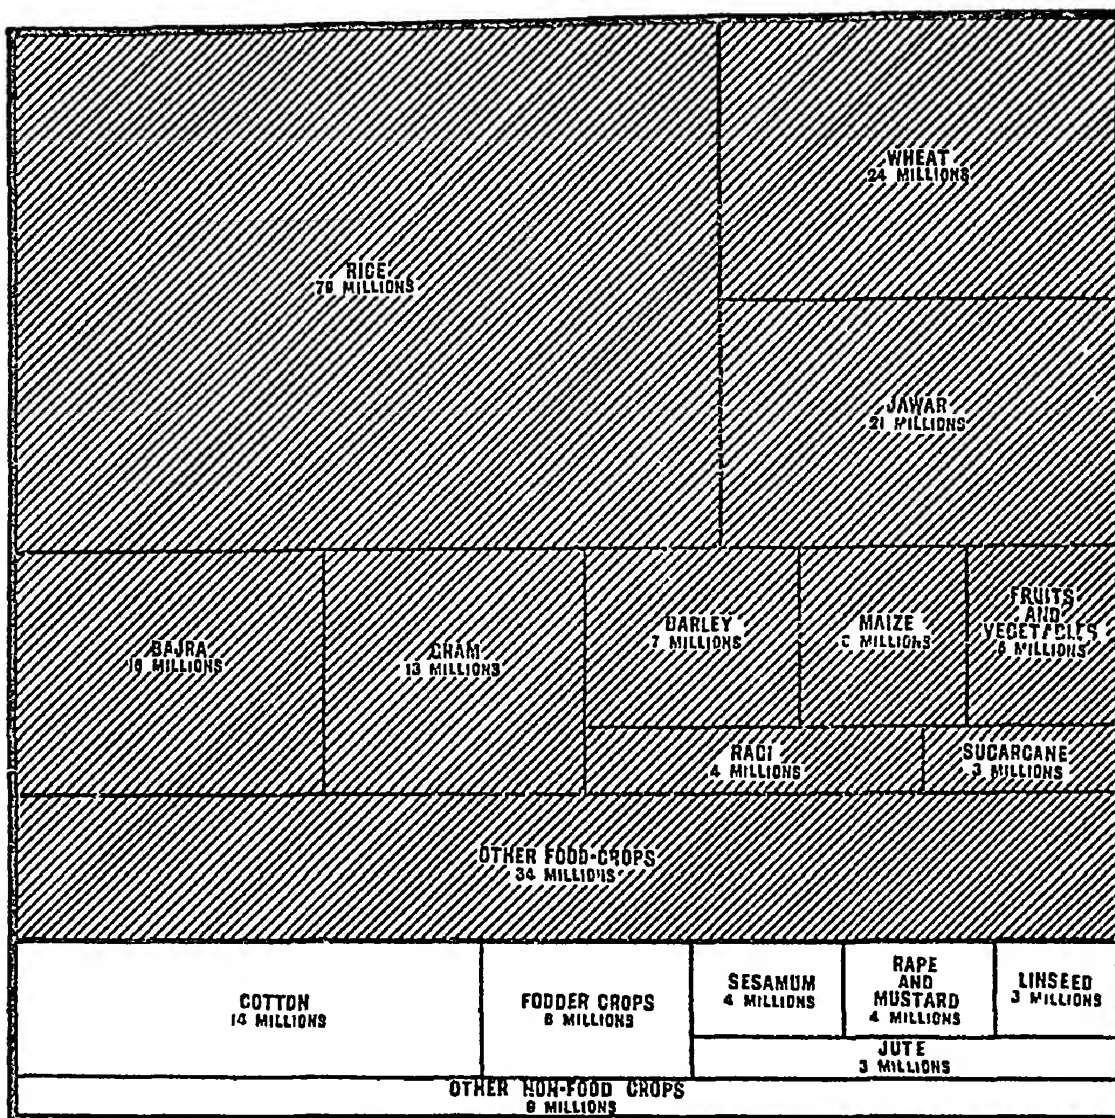 RICE
MILLIONS
WHEAT
24 MILLIONS
JAWAR
21 MILLIONS
BAJRA
16 MILLIONS
GRAM
13 MILLIONS
BARLEY
7 MILLIONS
MAIZE
MILLIONS
FRUITS
AND
VEGETABLES
MILLIONS
RAGI
4 MILLIONS
SUGARCANE
3 MILLIONS
OTHER FOOD-CROPS
34 MILLIONS
COTTON
14 MILLIONS
FODDER CROPS
6 MILLIONS
SESAMUM
4 MILLIONS
RAPE
AND
MUSTARD
4 MILLIONS
LINSEED
3 MILLIONS
JUTE
3 MILLIONS
OTHER NON-FOOD CROPS
MILLIONS